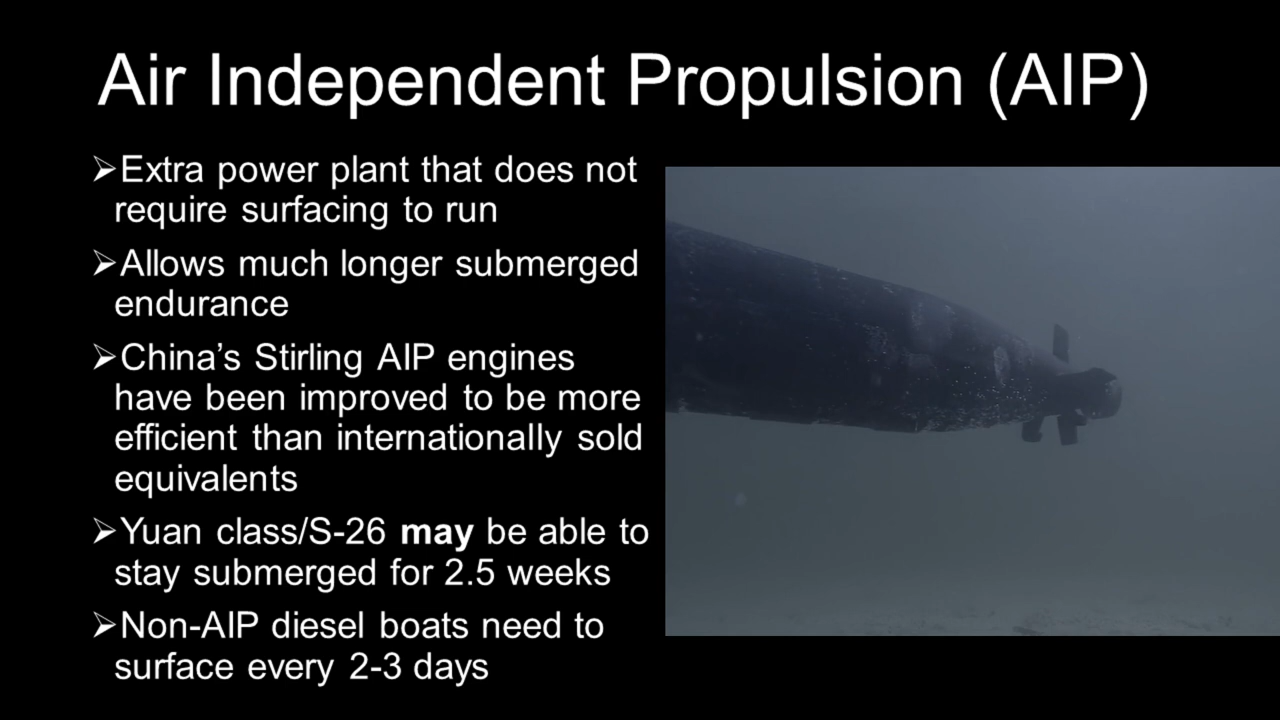 Air Independent Propulsion (AIP)
➢Extra power plant that does not
require surfacing to run
➢Allows much longer submerged
endurance
➢China’s Stirling AIP engines
have been improved to be more
efficient than internationally sold
equivalents
➢Yuan class/S-26 may be able to
stay submerged for 2.5 weeks
➢Non-AIP diesel boats need to
surface every 2-3 days